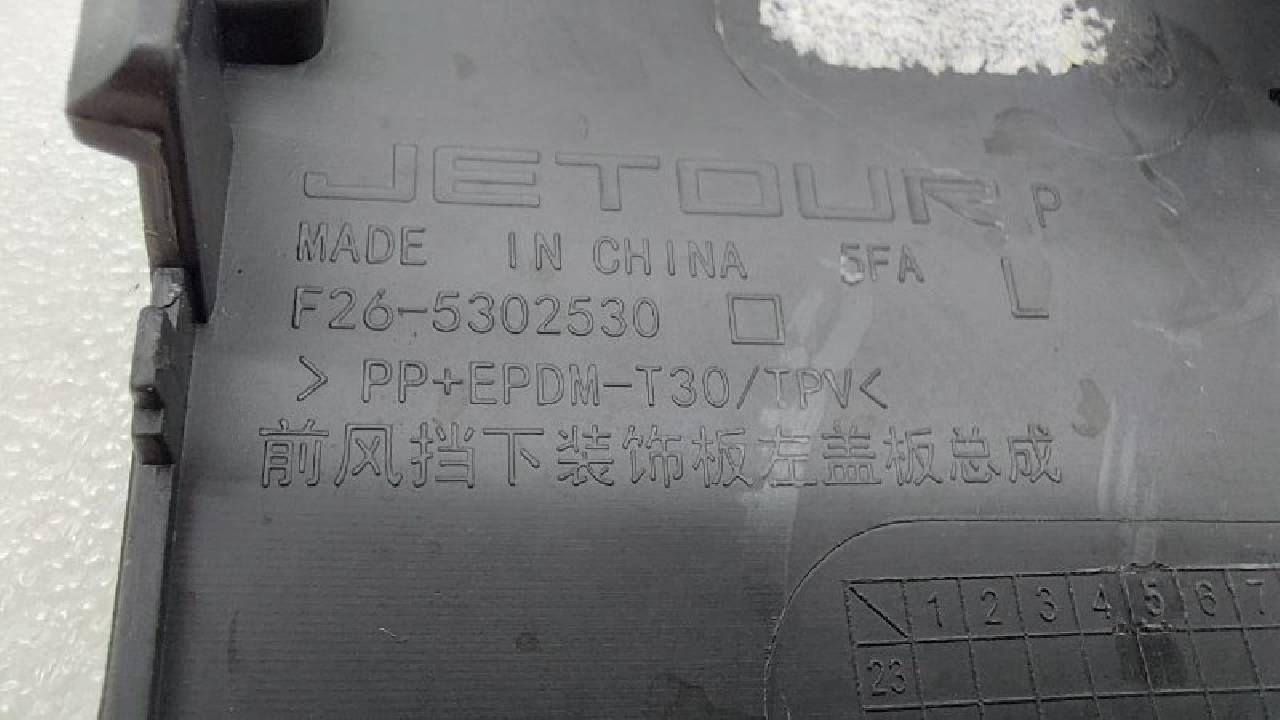 JETOUR P
MADE IN CHINA 5FA L
F26-5302530
>PP+EPDM-T30/TPV<
前风挡下装饰板左盖板总成
1 2 3 4 5 6 7
23